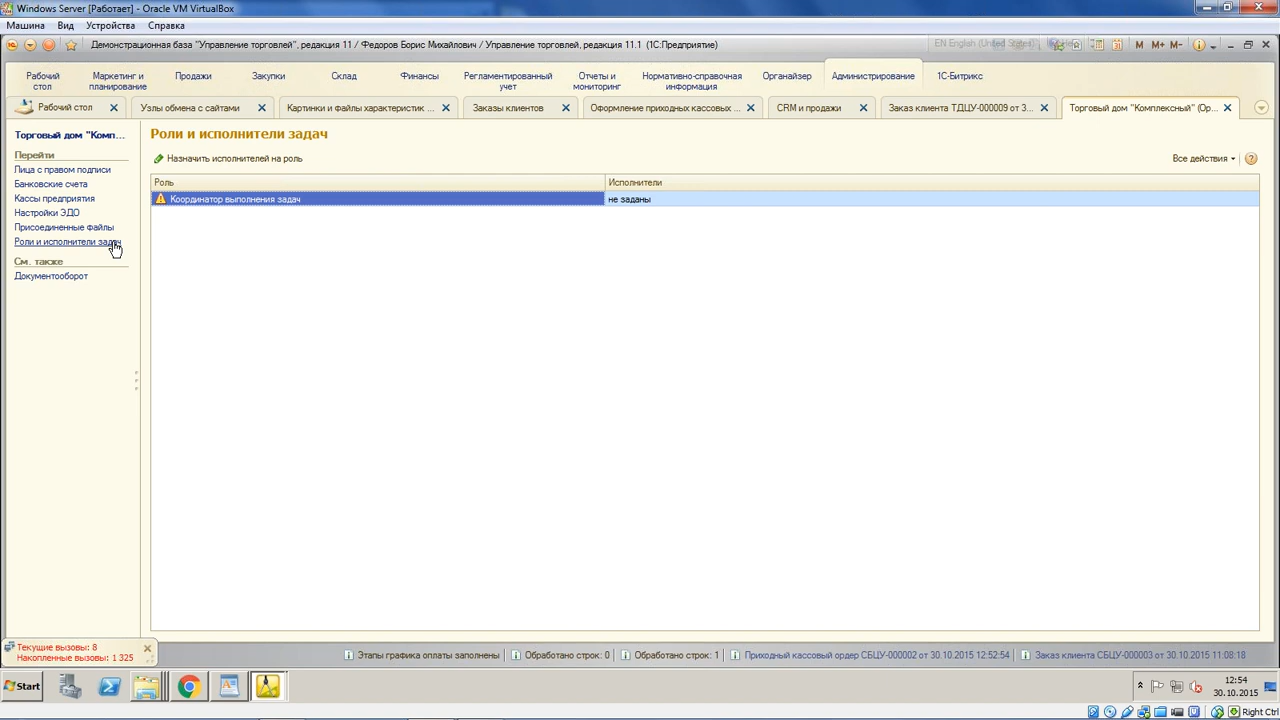 Windows Server [Работает] - Oracle VM VirtualBox
Машина Вид Устройства Справка
Демонстрационная база "Управление торговлей", редакция 11 / Федоров Борис Михайлович / Управление торговлей, редакция 11.1 (1С:Предприятие)
EN English (United States)
M M+ M-
Рабочий стол
Маркетинг и планирование
Продажи
Закупки
Склад
Финансы
Регламентированный учет
Отчеты и мониторинг
Нормативно-справочная информация
Органайзер
Администрирование
1С-Битрикс
Рабочий стол
Узлы обмена с сайтами
Картинки и файлы характеристик ...
Заказы клиентов
Оформление приходных кассовых ...
CRM и продажи
Заказ клиента ТДЦУ-000009 от 3...
Торговый дом "Комплексный" (Ор...
Торговый дом "Комп...
Перейти
Лица с правом подписи
Банковские счета
Кассы предприятия
Настройки ЭДО
Присоединенные файлы
Роли и исполнители задач
См. также
Документооборот
Роли и исполнители задач
Назначить исполнителей на роль
Все действия
Роль Исполнители
Координатор выполнения задач не заданы
Текущие вызовы: 8
Накопленные вызовы: 1 325
Этапы графика оплаты заполнены
Обработано строк: 0
Обработано строк: 1
Приходный кассовый ордер СБЦУ-000002 от 30.10.2015 12:52:54
Заказ клиента СБЦУ-000003 от 30.10.2015 11:08:18
Start
12:54
30.10.2015
Right Ctrl